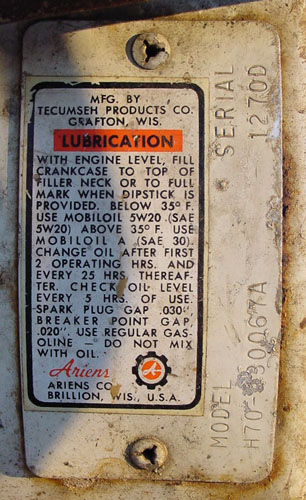 MFG. BY
TECUMSEH PRODUCTS CO.
GRAFTON, WIS.
LUBRICATION
WITH ENGINE LEVEL, FILL
CRANKCASE TO TOP OF
FILLER NECK OR TO FULL
MARK WHEN DIPSTICK IS
PROVIDED. BELOW 35° F.
USE MOBILOIL 5W20 (SAE
5W20) ABOVE 35° F. USE
MOBILOIL A (SAE 30).
CHANGE OIL AFTER FIRST
2 OPERATING HRS. AND
EVERY 25 HRS. THEREAF-
TER. CHECK OIL LEVEL
EVERY 5 HRS. OF USE.
SPARK PLUG GAP .030".
BREAKER POINT GAP,
.020". USE REGULAR GAS-
OLINE — DO NOT MIX
WITH OIL.
Ariens
A
ARIENS CO.
BRILLION, WIS., U.S.A.
MODEL SERIAL
1270D